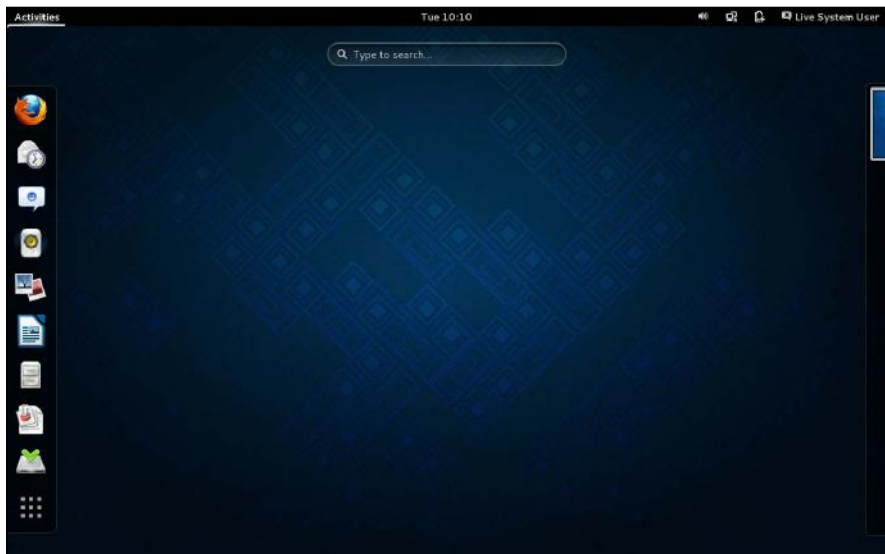 Activities
Tue 10:10
Live System User
Type to search...